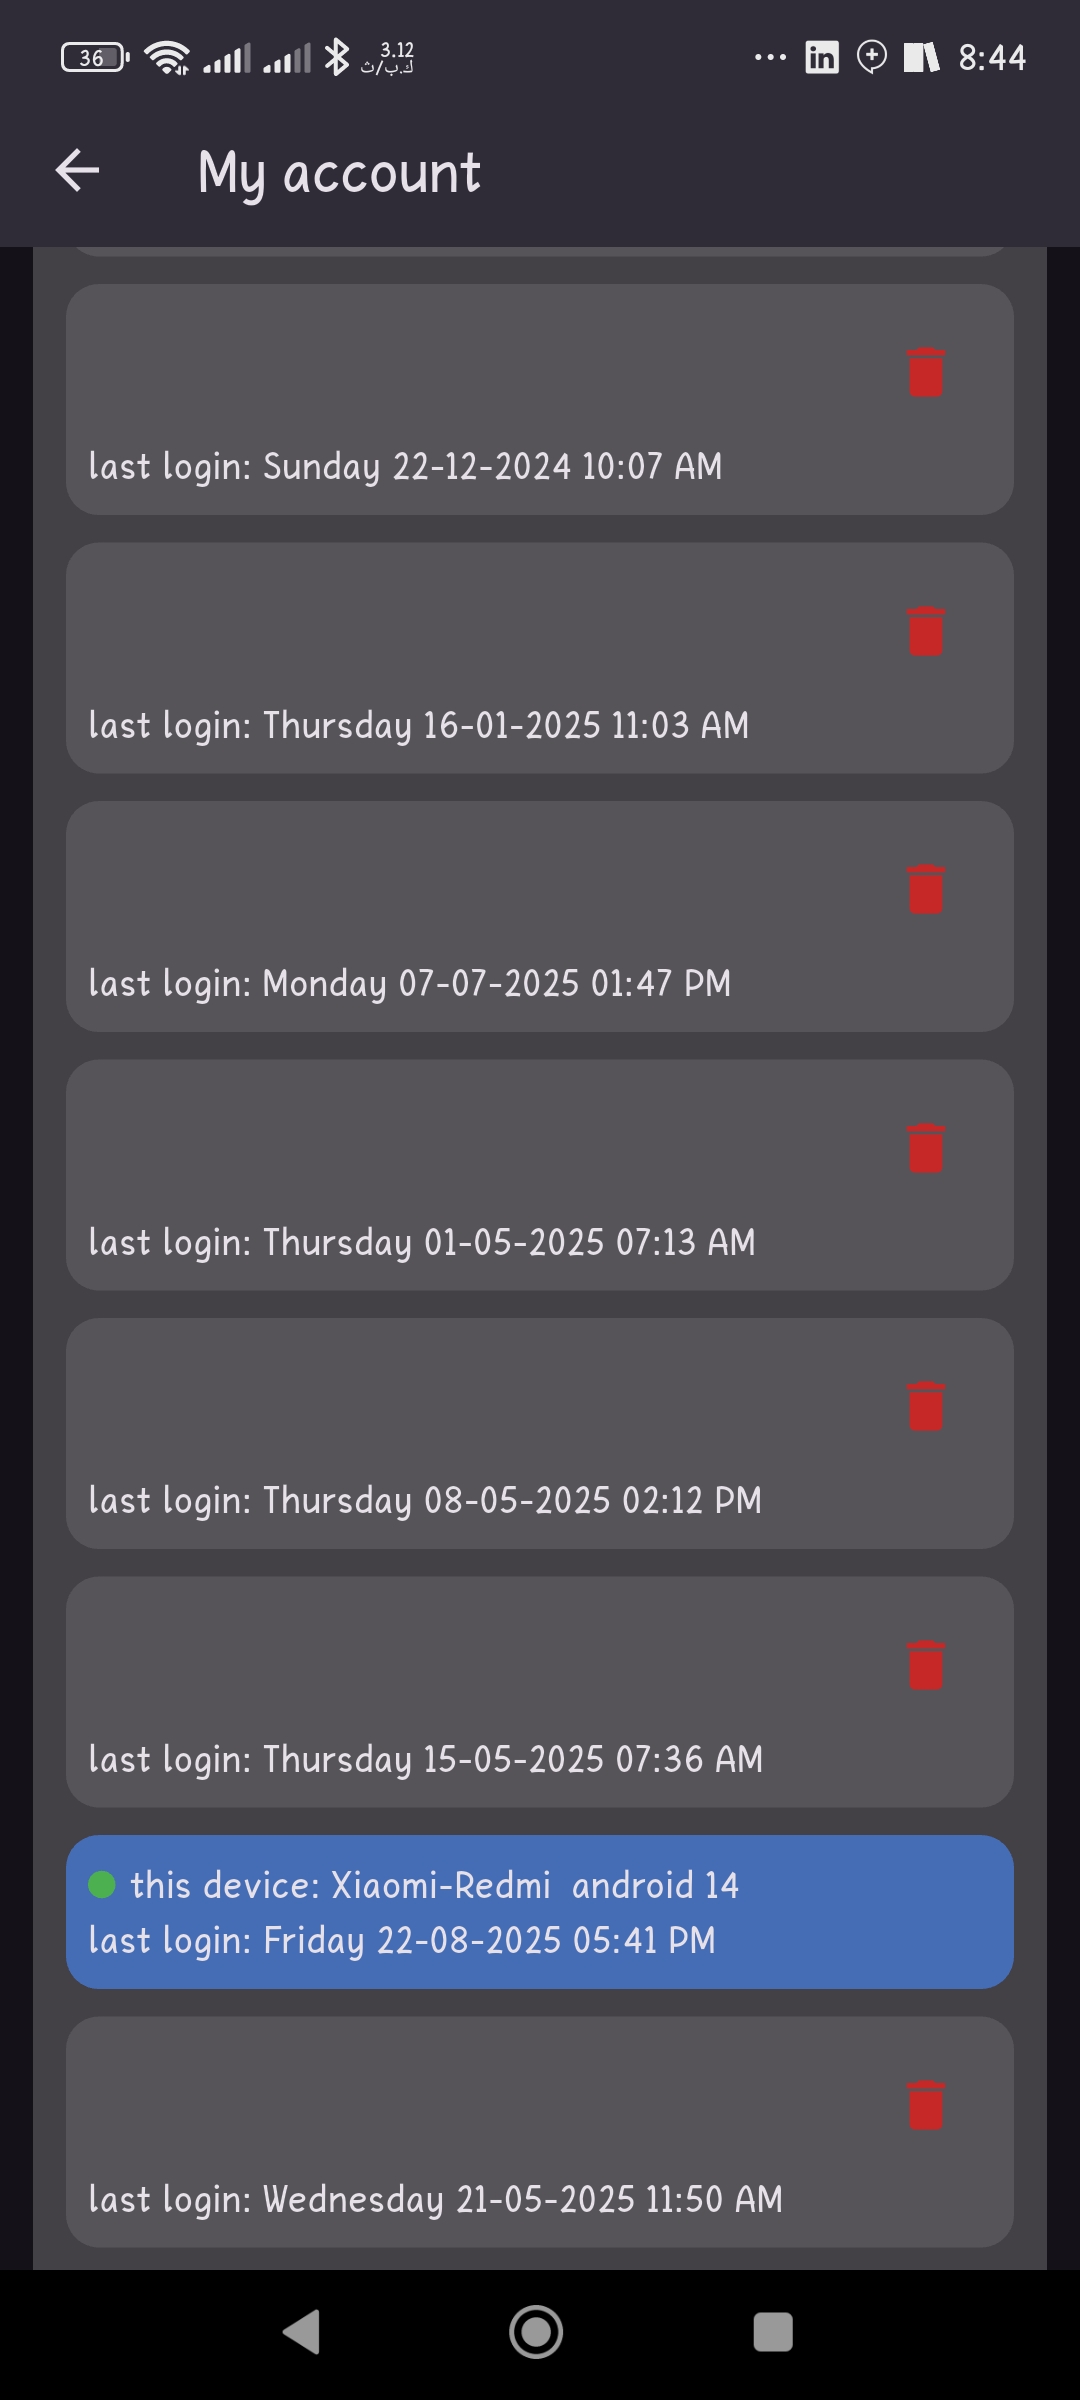 36
3.12
ك.ب/ث
in
8:44
My account
last login: Sunday 22-12-2024 10:07 AM
last login: Thursday 16-01-2025 11:03 AM
last login: Monday 07-07-2025 01:47 PM
last login: Thursday 01-05-2025 07:13 AM
last login: Thursday 08-05-2025 02:12 PM
last login: Thursday 15-05-2025 07:36 AM
this device: Xiaomi-Redmi  android 14
last login: Friday 22-08-2025 05:41 PM
last login: Wednesday 21-05-2025 11:50 AM